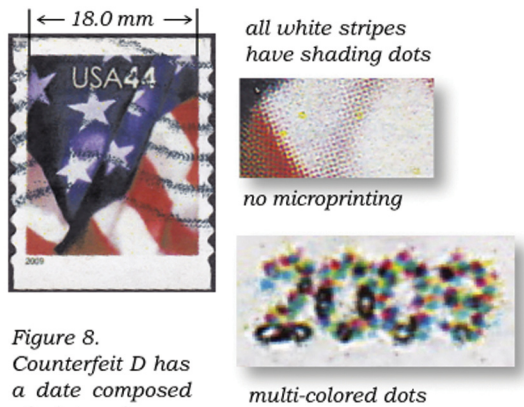 18.0 mm
USA44
2009
all white stripes
have shading dots
no microprinting
2009
multi-colored dots
Figure 8.
Counterfeit D has
a date composed